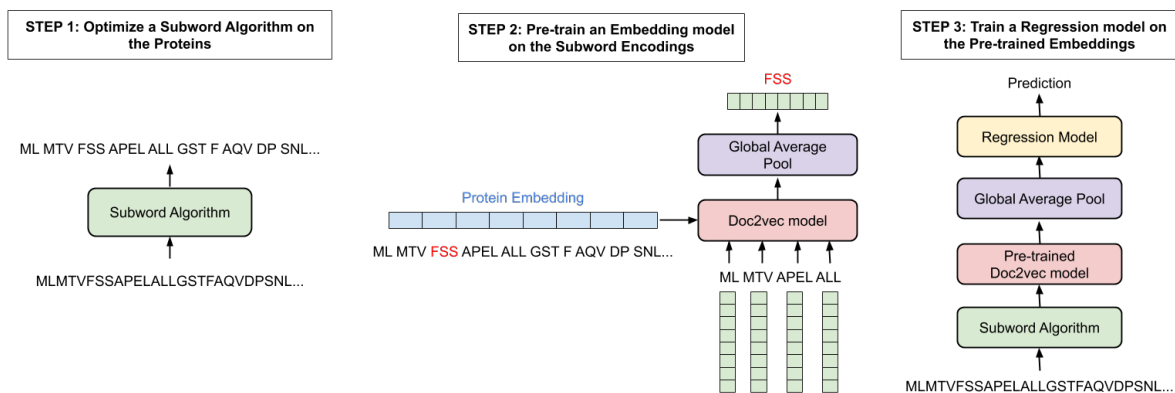 STEP 1: Optimize a Subword Algorithm on
the Proteins
ML MTV FSS APEL ALL GST F AQV DP SNL...
Subword Algorithm
MLMTVFSSAPELALLGSTFAQVDPSNL...
STEP 2: Pre-train an Embedding model
on the Subword Encodings
FSS
Global Average
Pool
Protein Embedding
Doc2vec model
ML MTV FSS APEL ALL GST F AQV DP SNL...
ML MTV APEL ALL
STEP 3: Train a Regression model on
the Pre-trained Embeddings
Prediction
Regression Model
Global Average Pool
Pre-trained
Doc2vec model
Subword Algorithm
MLMTVFSSAPELALLGSTFAQVDPSNL...